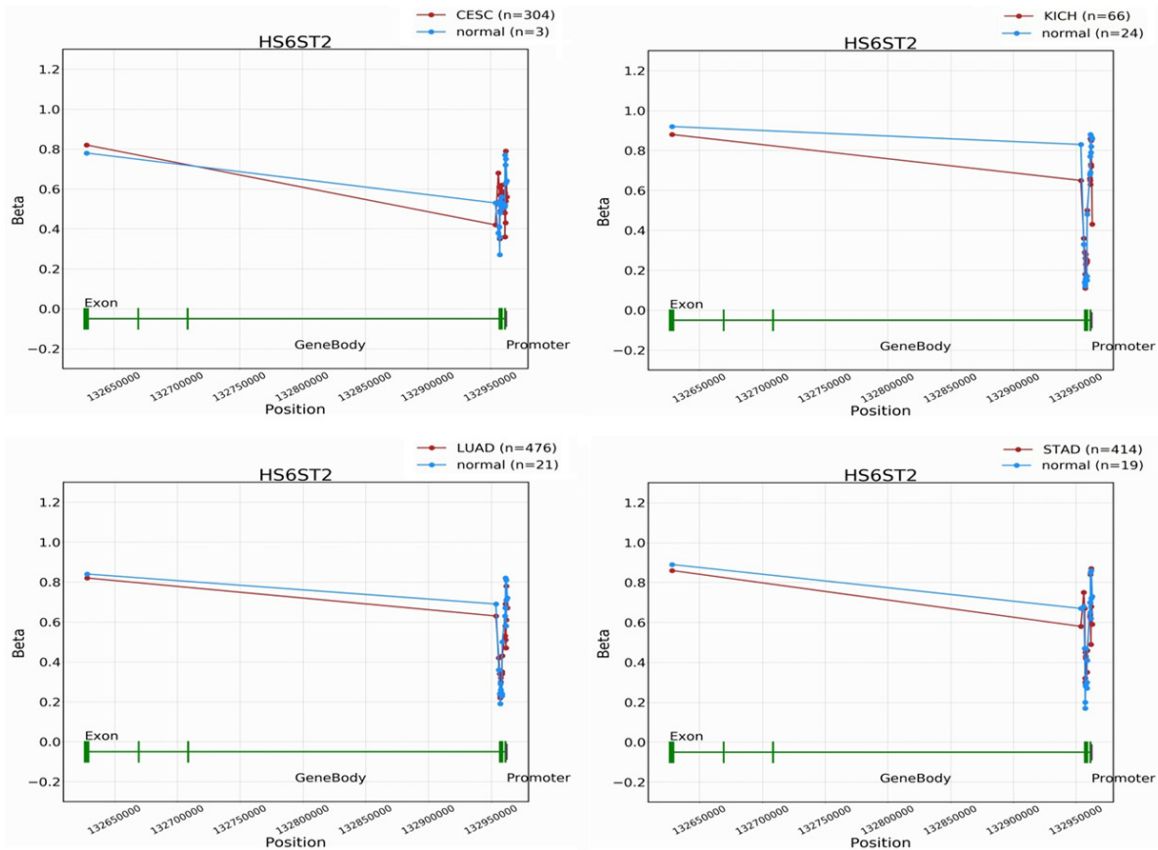 CESC (n=304)
normal (n=3)
HS6ST2
1.2
1.0
0.8
0.6
0.4
0.2
0.0
−0.2
Beta
Exon
GeneBody
Promoter
132650000
132700000
132750000
132800000
132850000
132900000
132950000
Position
KICH (n=66)
normal (n=24)
HS6ST2
1.2
1.0
0.8
0.6
0.4
0.2
0.0
−0.2
Beta
Exon
GeneBody
Promoter
132650000
132700000
132750000
132800000
132850000
132900000
132950000
Position
LUAD (n=476)
normal (n=21)
HS6ST2
1.2
1.0
0.8
0.6
0.4
0.2
0.0
−0.2
Beta
Exon
GeneBody
Promoter
132650000
132700000
132750000
132800000
132850000
132900000
132950000
Position
STAD (n=414)
normal (n=19)
HS6ST2
1.2
1.0
0.8
0.6
0.4
0.2
0.0
−0.2
Beta
Exon
GeneBody
Promoter
132650000
132700000
132750000
132800000
132850000
132900000
132950000
Position